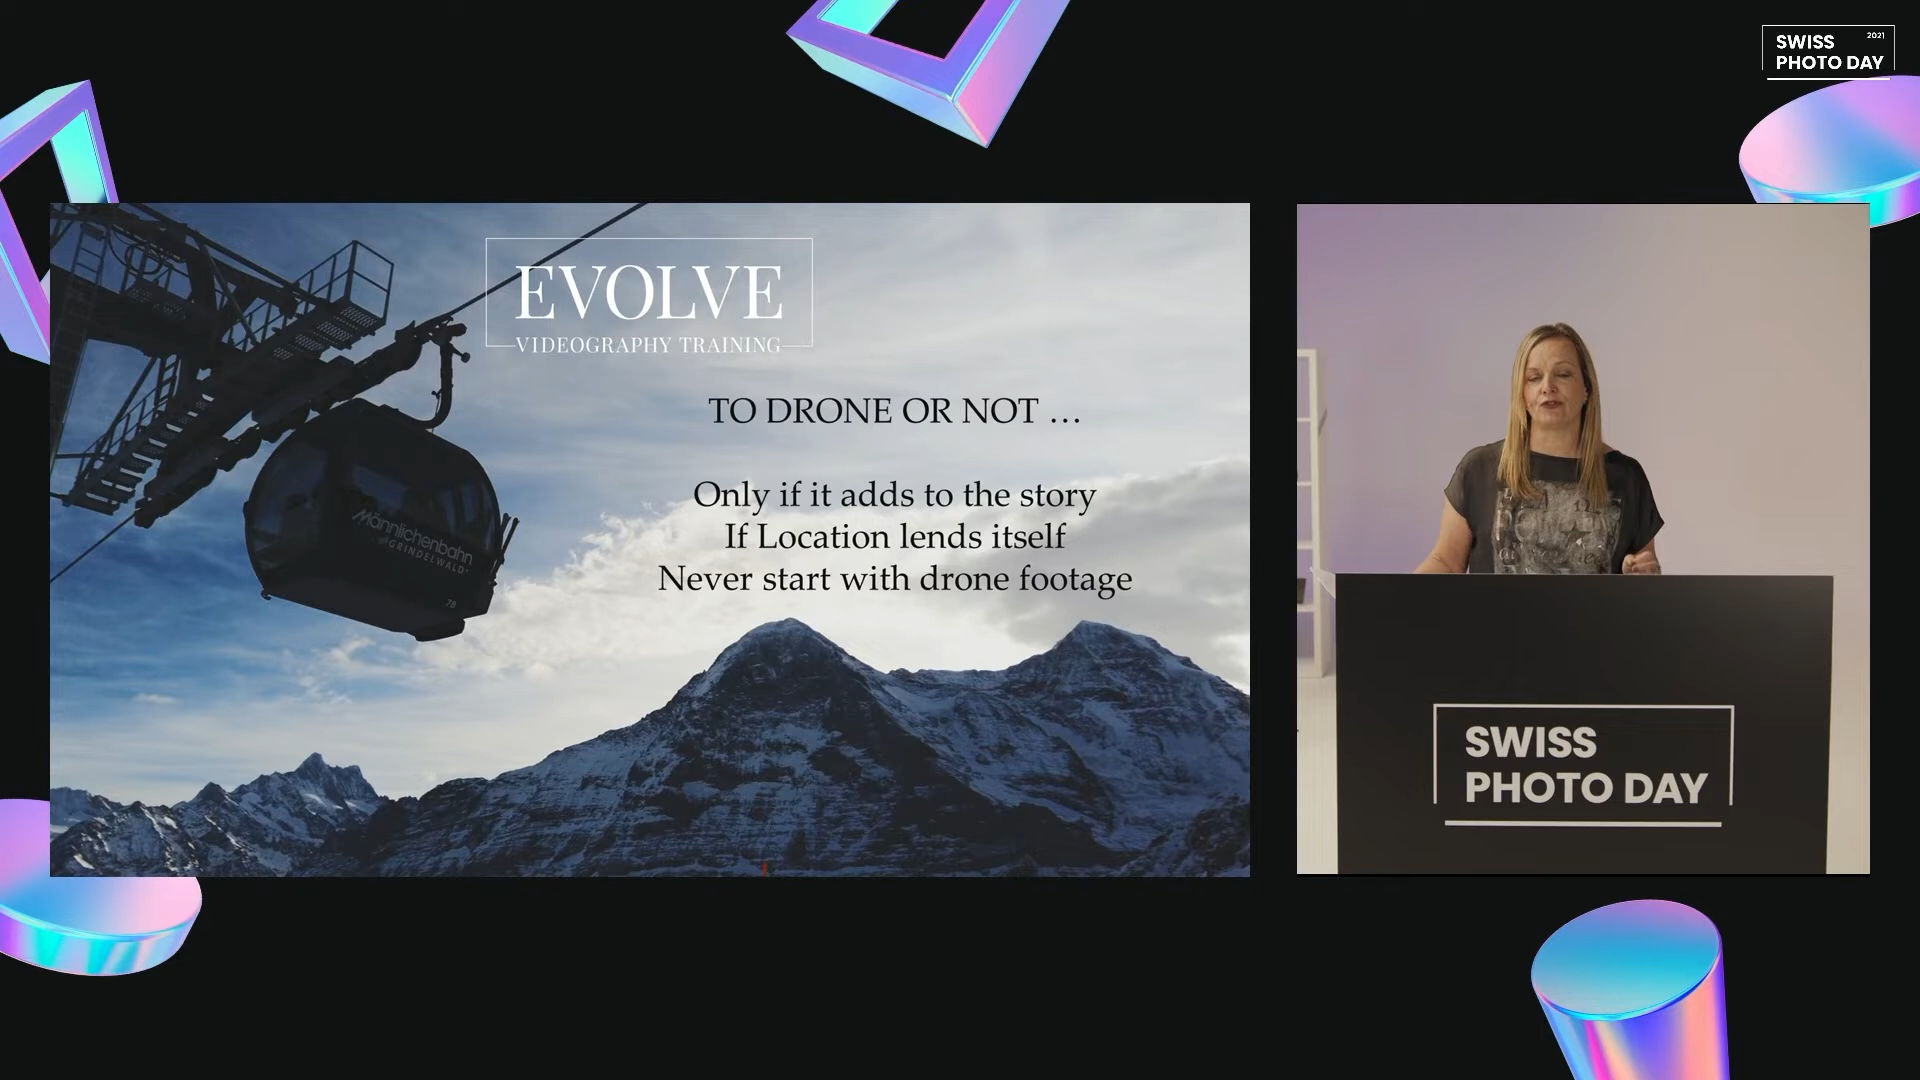 SWISS 2021
PHOTO DAY
EVOLVE
VIDEOGRAPHY TRAINING
TO DRONE OR NOT …
Only if it adds to the story
If Location lends itself
Never start with drone footage
Männlichenbahn
GRINDELWALD
78
SWISS
PHOTO DAY